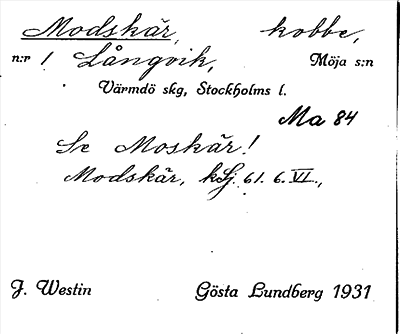 Modskär, kobbe,
n:r 1 Långvik, Möja s:n
Värmdö skg, Stockholms l.
Ma 84
Se Moskär!
Modskär, kSj. 61. 6. VI.,
J. Westin Gösta Lundberg 1931